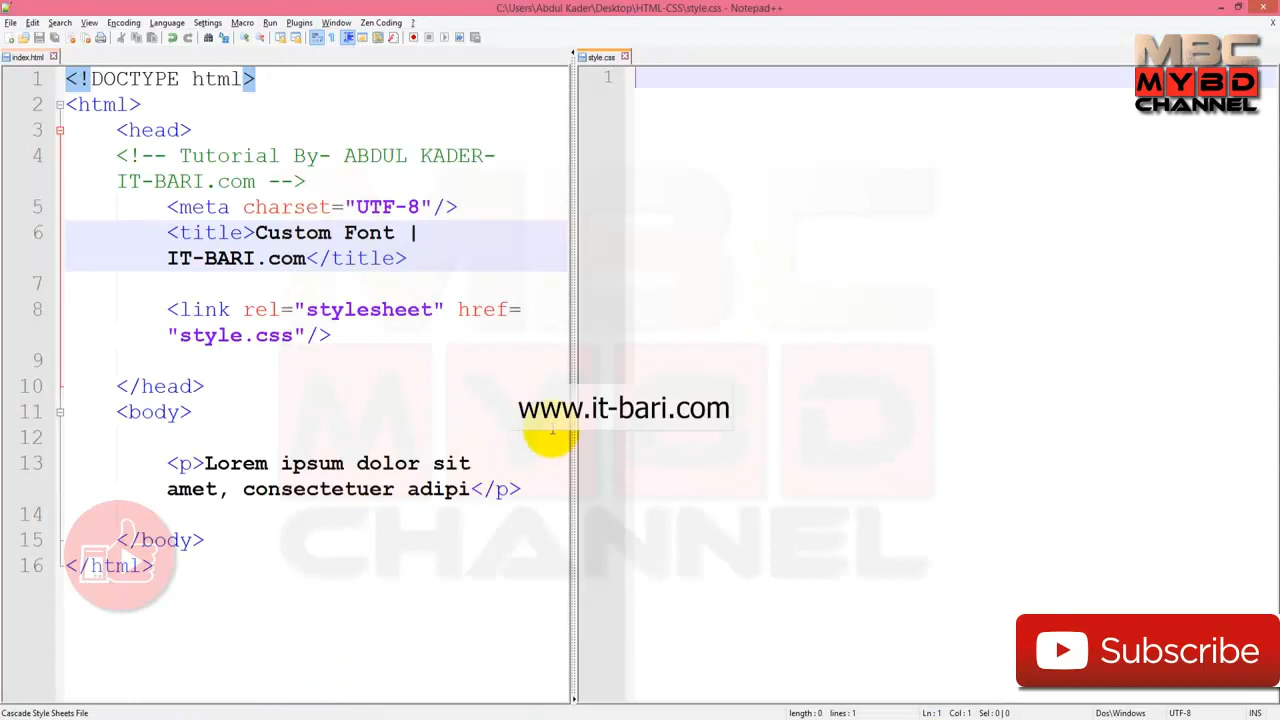 C:\Users\Abdul Kader\Desktop\HTML-CSS\style.css - Notepad++
File Edit Search View Encoding Language Settings Macro Run Plugins Window Zen Coding ?
X
index.html
style.css
1 <!DOCTYPE html>
2 <html>
3 <head>
4 <!-- Tutorial By- ABDUL KADER-
IT-BARI.com -->
5 <meta charset="UTF-8"/>
6 <title>Custom Font |
IT-BARI.com</title>
7
8 <link rel="stylesheet" href=
"style.css"/>
9
10 </head>
11 <body>
12
13 <p>Lorem ipsum dolor sit
amet, consectetuer adipi</p>
14
15 </body>
16 </html>
1
MBC
MYBD
CHANNEL
MBC
MYBD
CHANNEL
www.it-bari.com
Subscribe
Cascade Style Sheets File
length : 0 lines : 1
Ln : 1 Col : 1 Sel : 0 | 0
Dos\Windows
UTF-8
INS